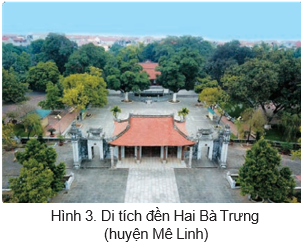 Hình 3. Di tích đền Hai Bà Trưng
(huyện Mê Linh)